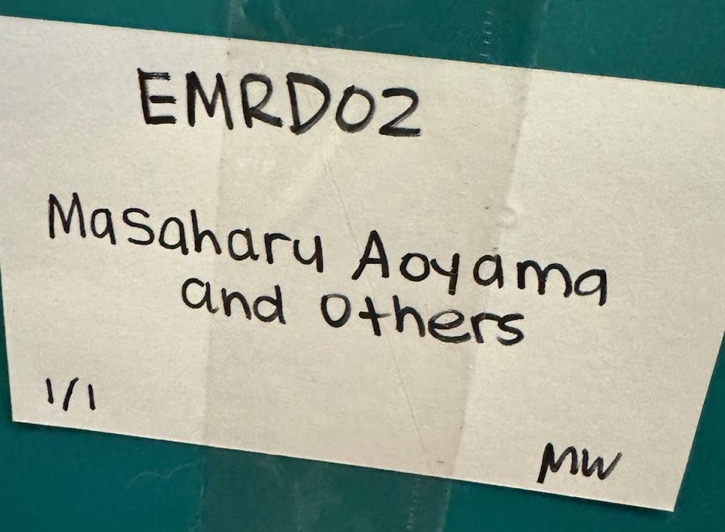 EMRD02
Masaharu Aoyama
and others
1/1
MW